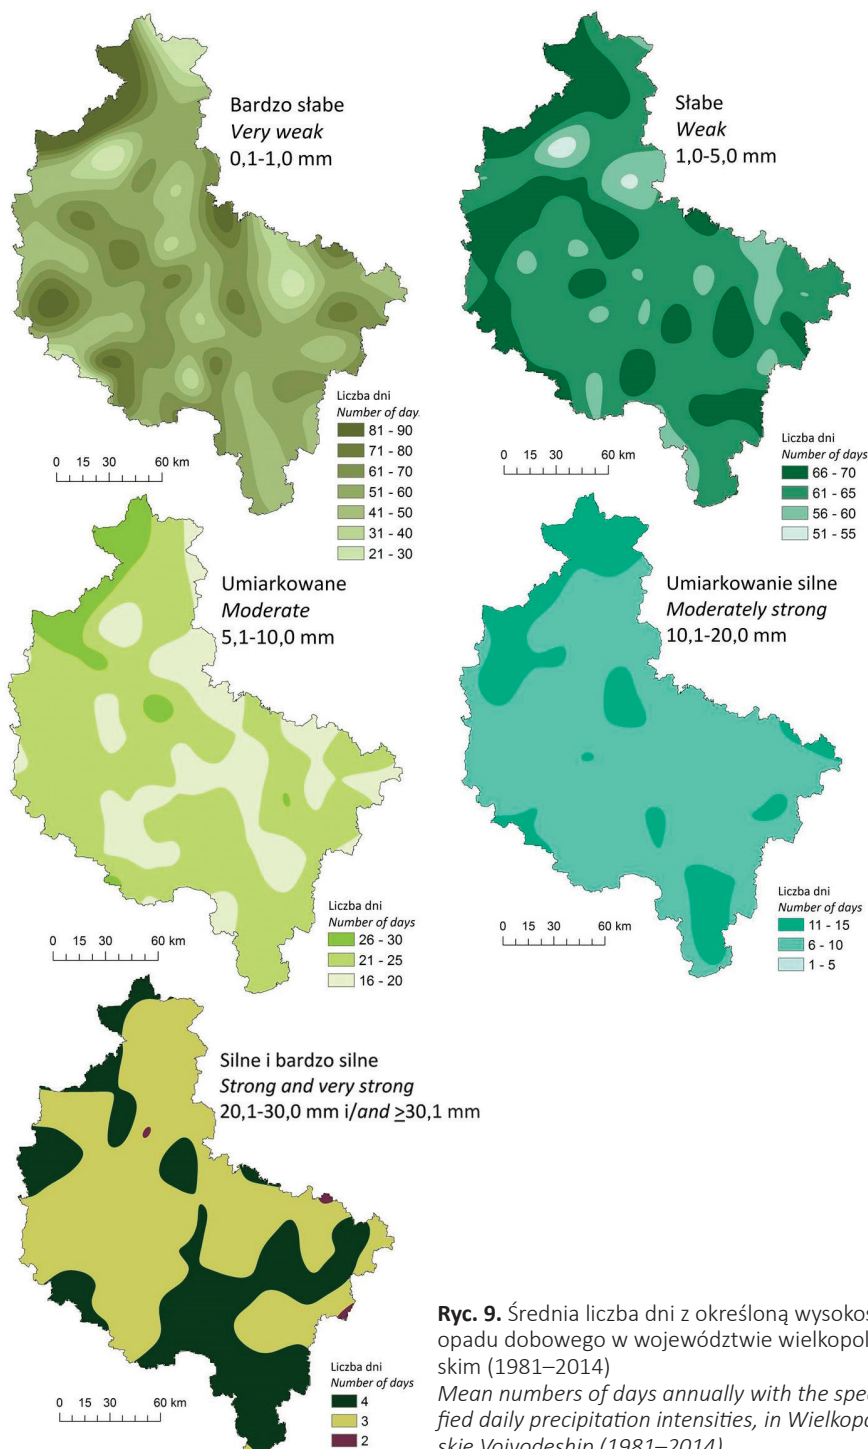 Bardzo słabe
Very weak
0,1-1,0 mm
Liczba dni
Number of day
81 - 90
71 - 80
61 - 70
51 - 60
41 - 50
31 - 40
21 - 30
0 15 30 60 km
Słabe
Weak
1,0-5,0 mm
Liczba dni
Number of days
66 - 70
61 - 65
56 - 60
51 - 55
0 15 30 60 km
Umiarkowane
Moderate
5,1-10,0 mm
Liczba dni
Number of days
26 - 30
21 - 25
16 - 20
0 15 30 60 km
Umiarkowanie silne
Moderately strong
10,1-20,0 mm
Liczba dni
Number of days
11 - 15
6 - 10
1 - 5
0 15 30 60 km
Silne i bardzo silne
Strong and very strong
20,1-30,0 mm i/and ≥30,1 mm
Liczba dni
Number of days
4
3
2
0 15 30 60 km
Ryc. 9. Średnia liczba dni z określoną
opadu dobowego w województwie wielkopol
skim (1981–2014)
Mean numbers of days annually with the
fied daily precipitation intensities, in
skie Voivodeship (1981–2014)